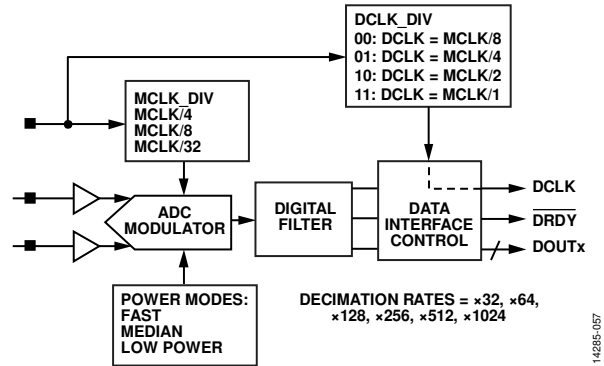 DCLK_DIV
00: DCLK = MCLK/8
01: DCLK = MCLK/4
10: DCLK = MCLK/2
11: DCLK = MCLK/1
MCLK_DIV
MCLK/4
MCLK/8
MCLK/32
ADC
MODULATOR
DIGITAL
FILTER
DATA
INTERFACE
CONTROL
DCLK
DRDY
DOUTx
POWER MODES:
FAST
MEDIAN
LOW POWER
DECIMATION RATES = ×32, ×64,
×128, ×256, ×512, ×1024
14285-057